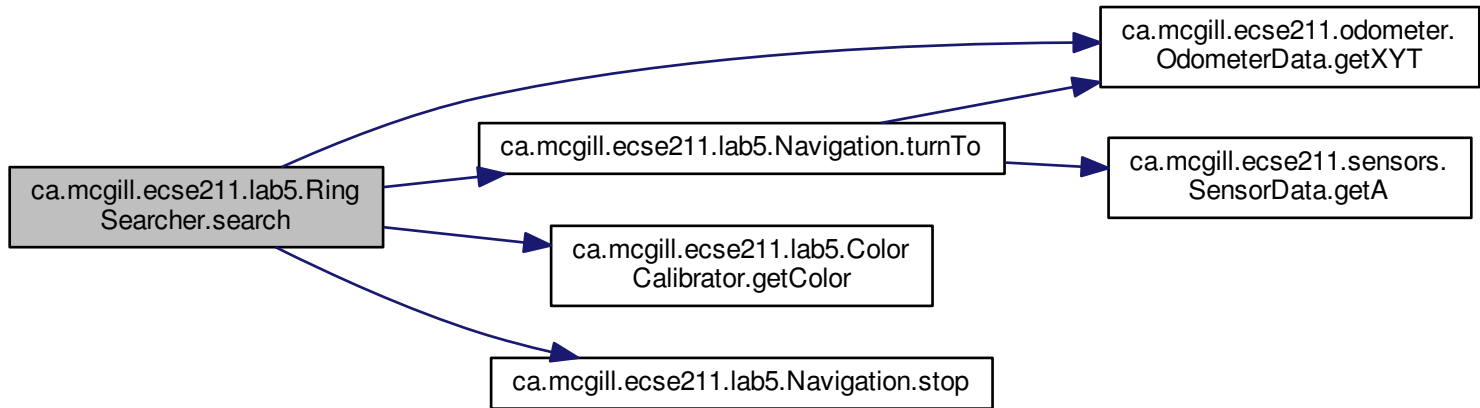 ca.mcgill.ecse211.lab5.Ring
Searcher.search
ca.mcgill.ecse211.odometer.
OdometerData.getXYT
ca.mcgill.ecse211.lab5.Navigation.turnTo
ca.mcgill.ecse211.sensors.
SensorData.getA
ca.mcgill.ecse211.lab5.Color
Calibrator.getColor
ca.mcgill.ecse211.lab5.Navigation.stop